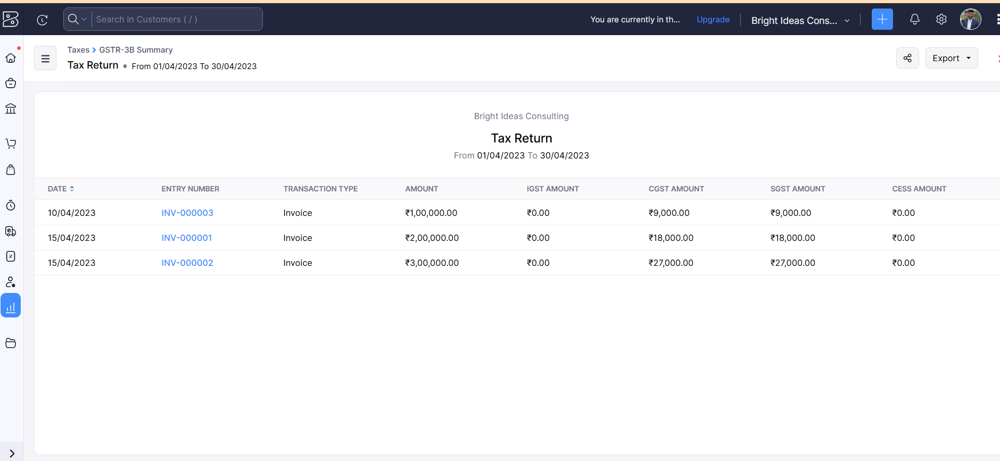 Search in Customers ( / )
You are currently in th...
Upgrade
Bright Ideas Cons...
Taxes > GSTR-3B Summary
Tax Return • From 01/04/2023 To 30/04/2023
Export
Bright Ideas Consulting
Tax Return
From 01/04/2023 To 30/04/2023
DATE ENTRY NUMBER TRANSACTION TYPE AMOUNT IGST AMOUNT CGST AMOUNT SGST AMOUNT CESS AMOUNT
10/04/2023 INV-000003 Invoice ₹1,00,000.00 ₹0.00 ₹9,000.00 ₹9,000.00 ₹0.00
15/04/2023 INV-000001 Invoice ₹2,00,000.00 ₹0.00 ₹18,000.00 ₹18,000.00 ₹0.00
15/04/2023 INV-000002 Invoice ₹3,00,000.00 ₹0.00 ₹27,000.00 ₹27,000.00 ₹0.00